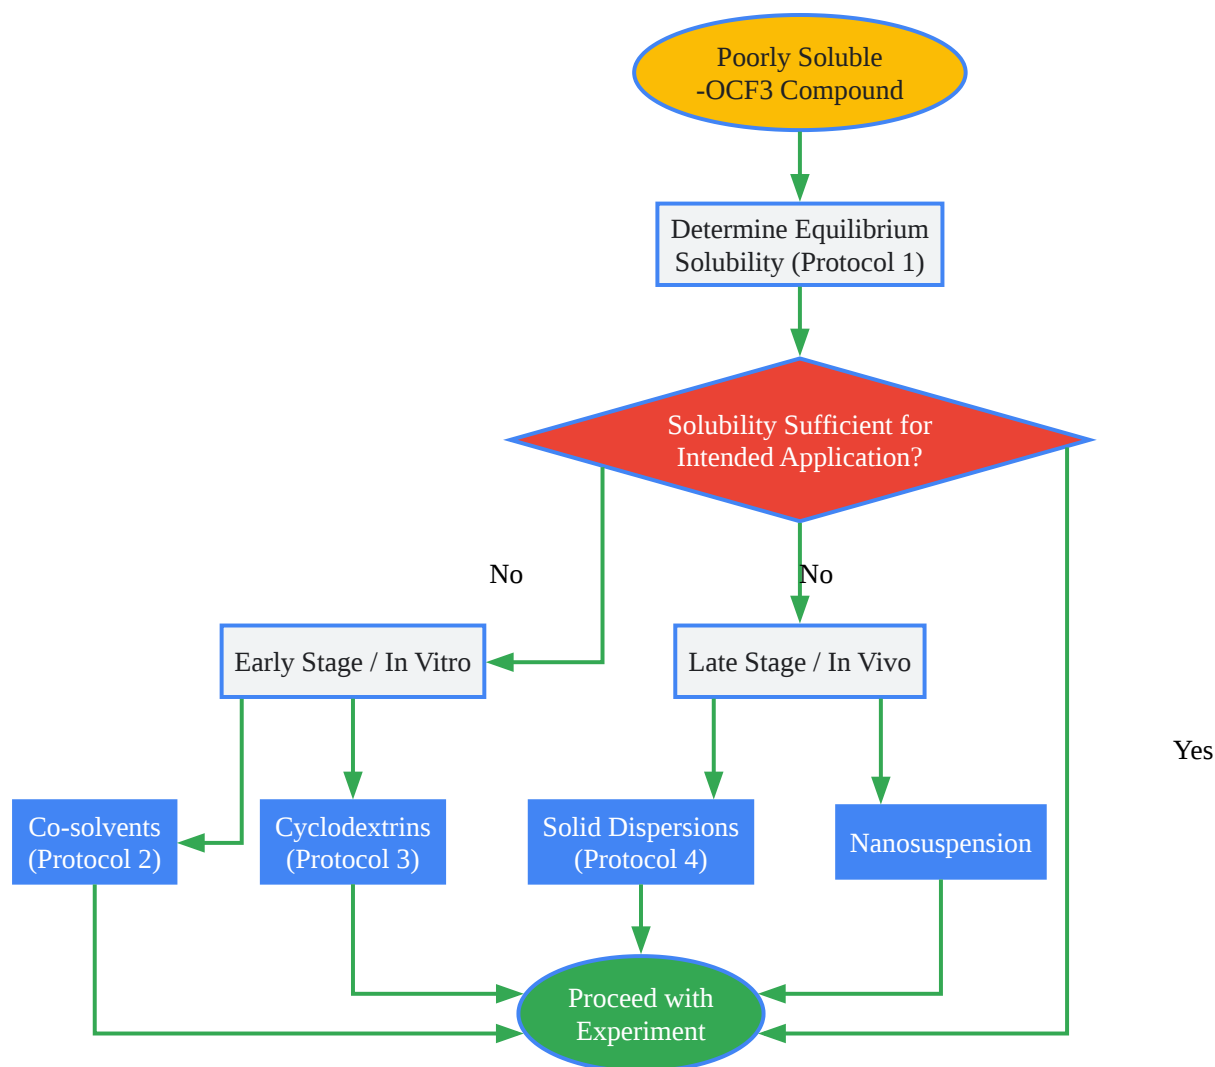 Poorly Soluble
-OCF3 Compound
Determine Equilibrium
Solubility (Protocol 1)
Solubility Sufficient for
Intended Application?
No
No
Early Stage / In Vitro
Late Stage / In Vivo
Yes
Co-solvents
(Protocol 2)
Cyclodextrins
(Protocol 3)
Solid Dispersions
(Protocol 4)
Nanosuspension
Proceed with
Experiment